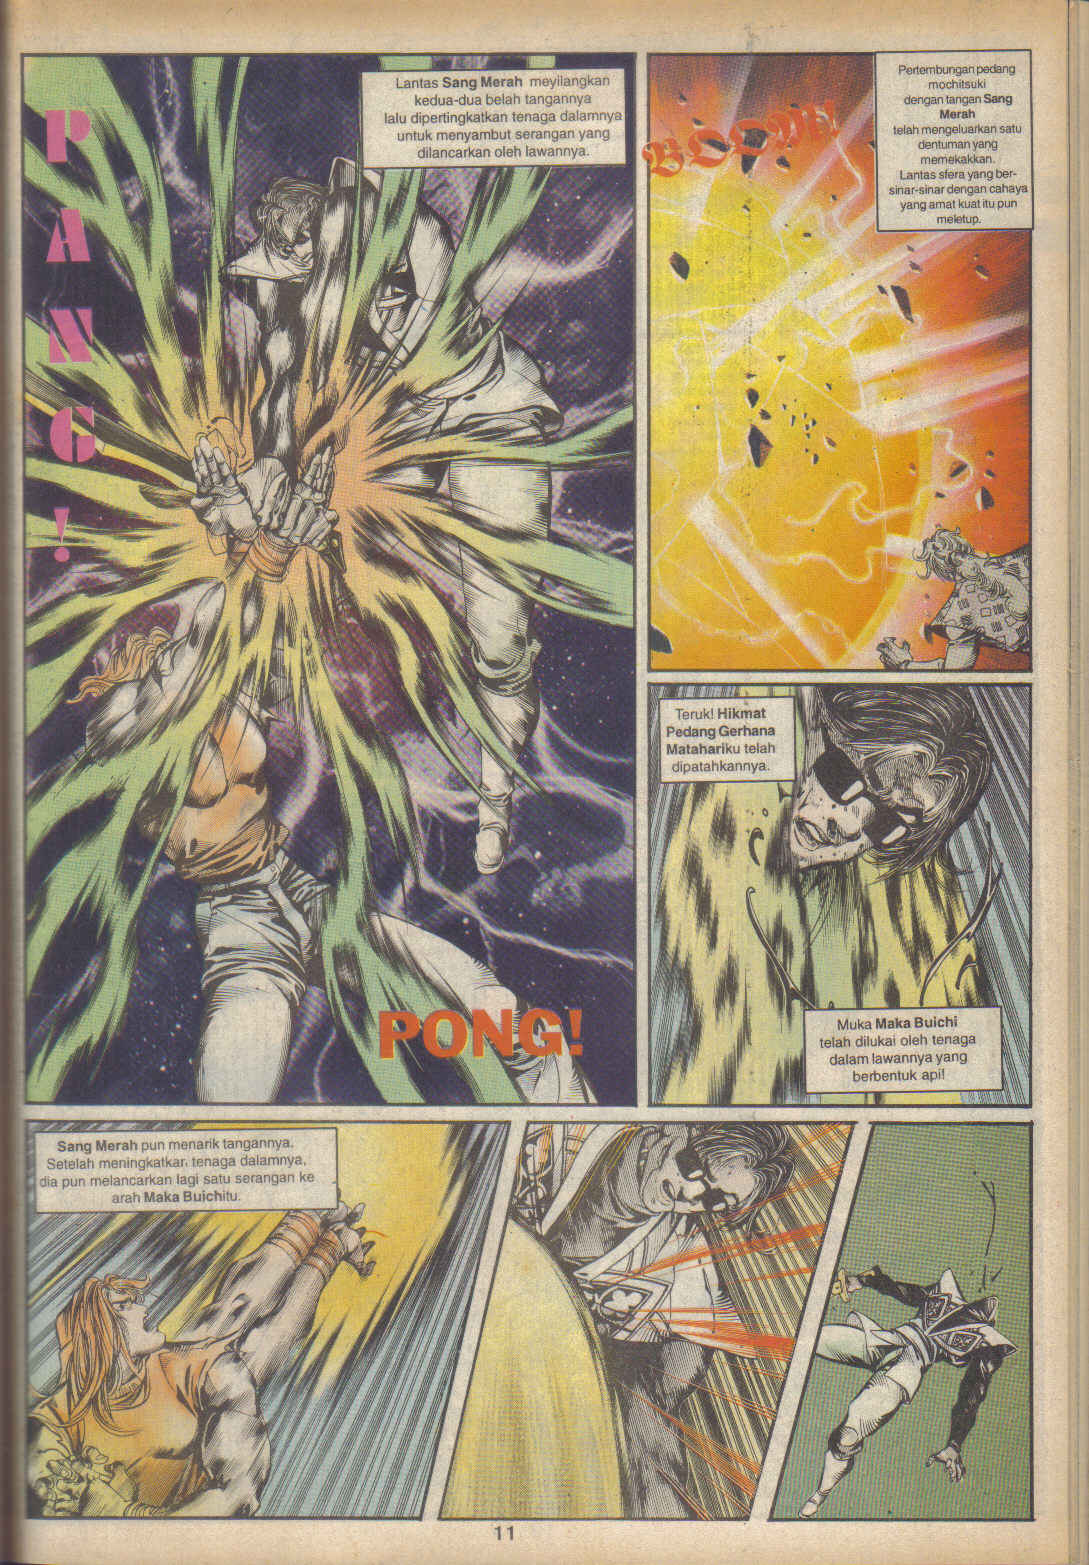 PANG!
Lantas Sang Merah meyilangkan
kedua-dua belah tangannya
lalu dipertingkatkan tenaga dalamnya
untuk menyambut serangan yang
dilancarkan oleh lawannya.
PONG!
BOOM!
Pertembungan pedang
mochitsuki
dengan tangan Sang
Merah
telah mengeluarkan satu
dentuman yang
memekakkan.
Lantas sfera yang ber-
sinar-sinar dengan cahaya
yang amat kuat itu pun
meletup.
Teruk! Hikmat
Pedang Gerhana
Matahariku telah
dipatahkannya.
Muka Maka Buichi
telah dilukai oleh tenaga
dalam lawannya yang
berbentuk api!
Sang Merah pun menarik tangannya.
Setelah meningkatkan tenaga dalamnya,
dia pun melancarkan lagi satu serangan ke
arah Maka Buichitu.
11